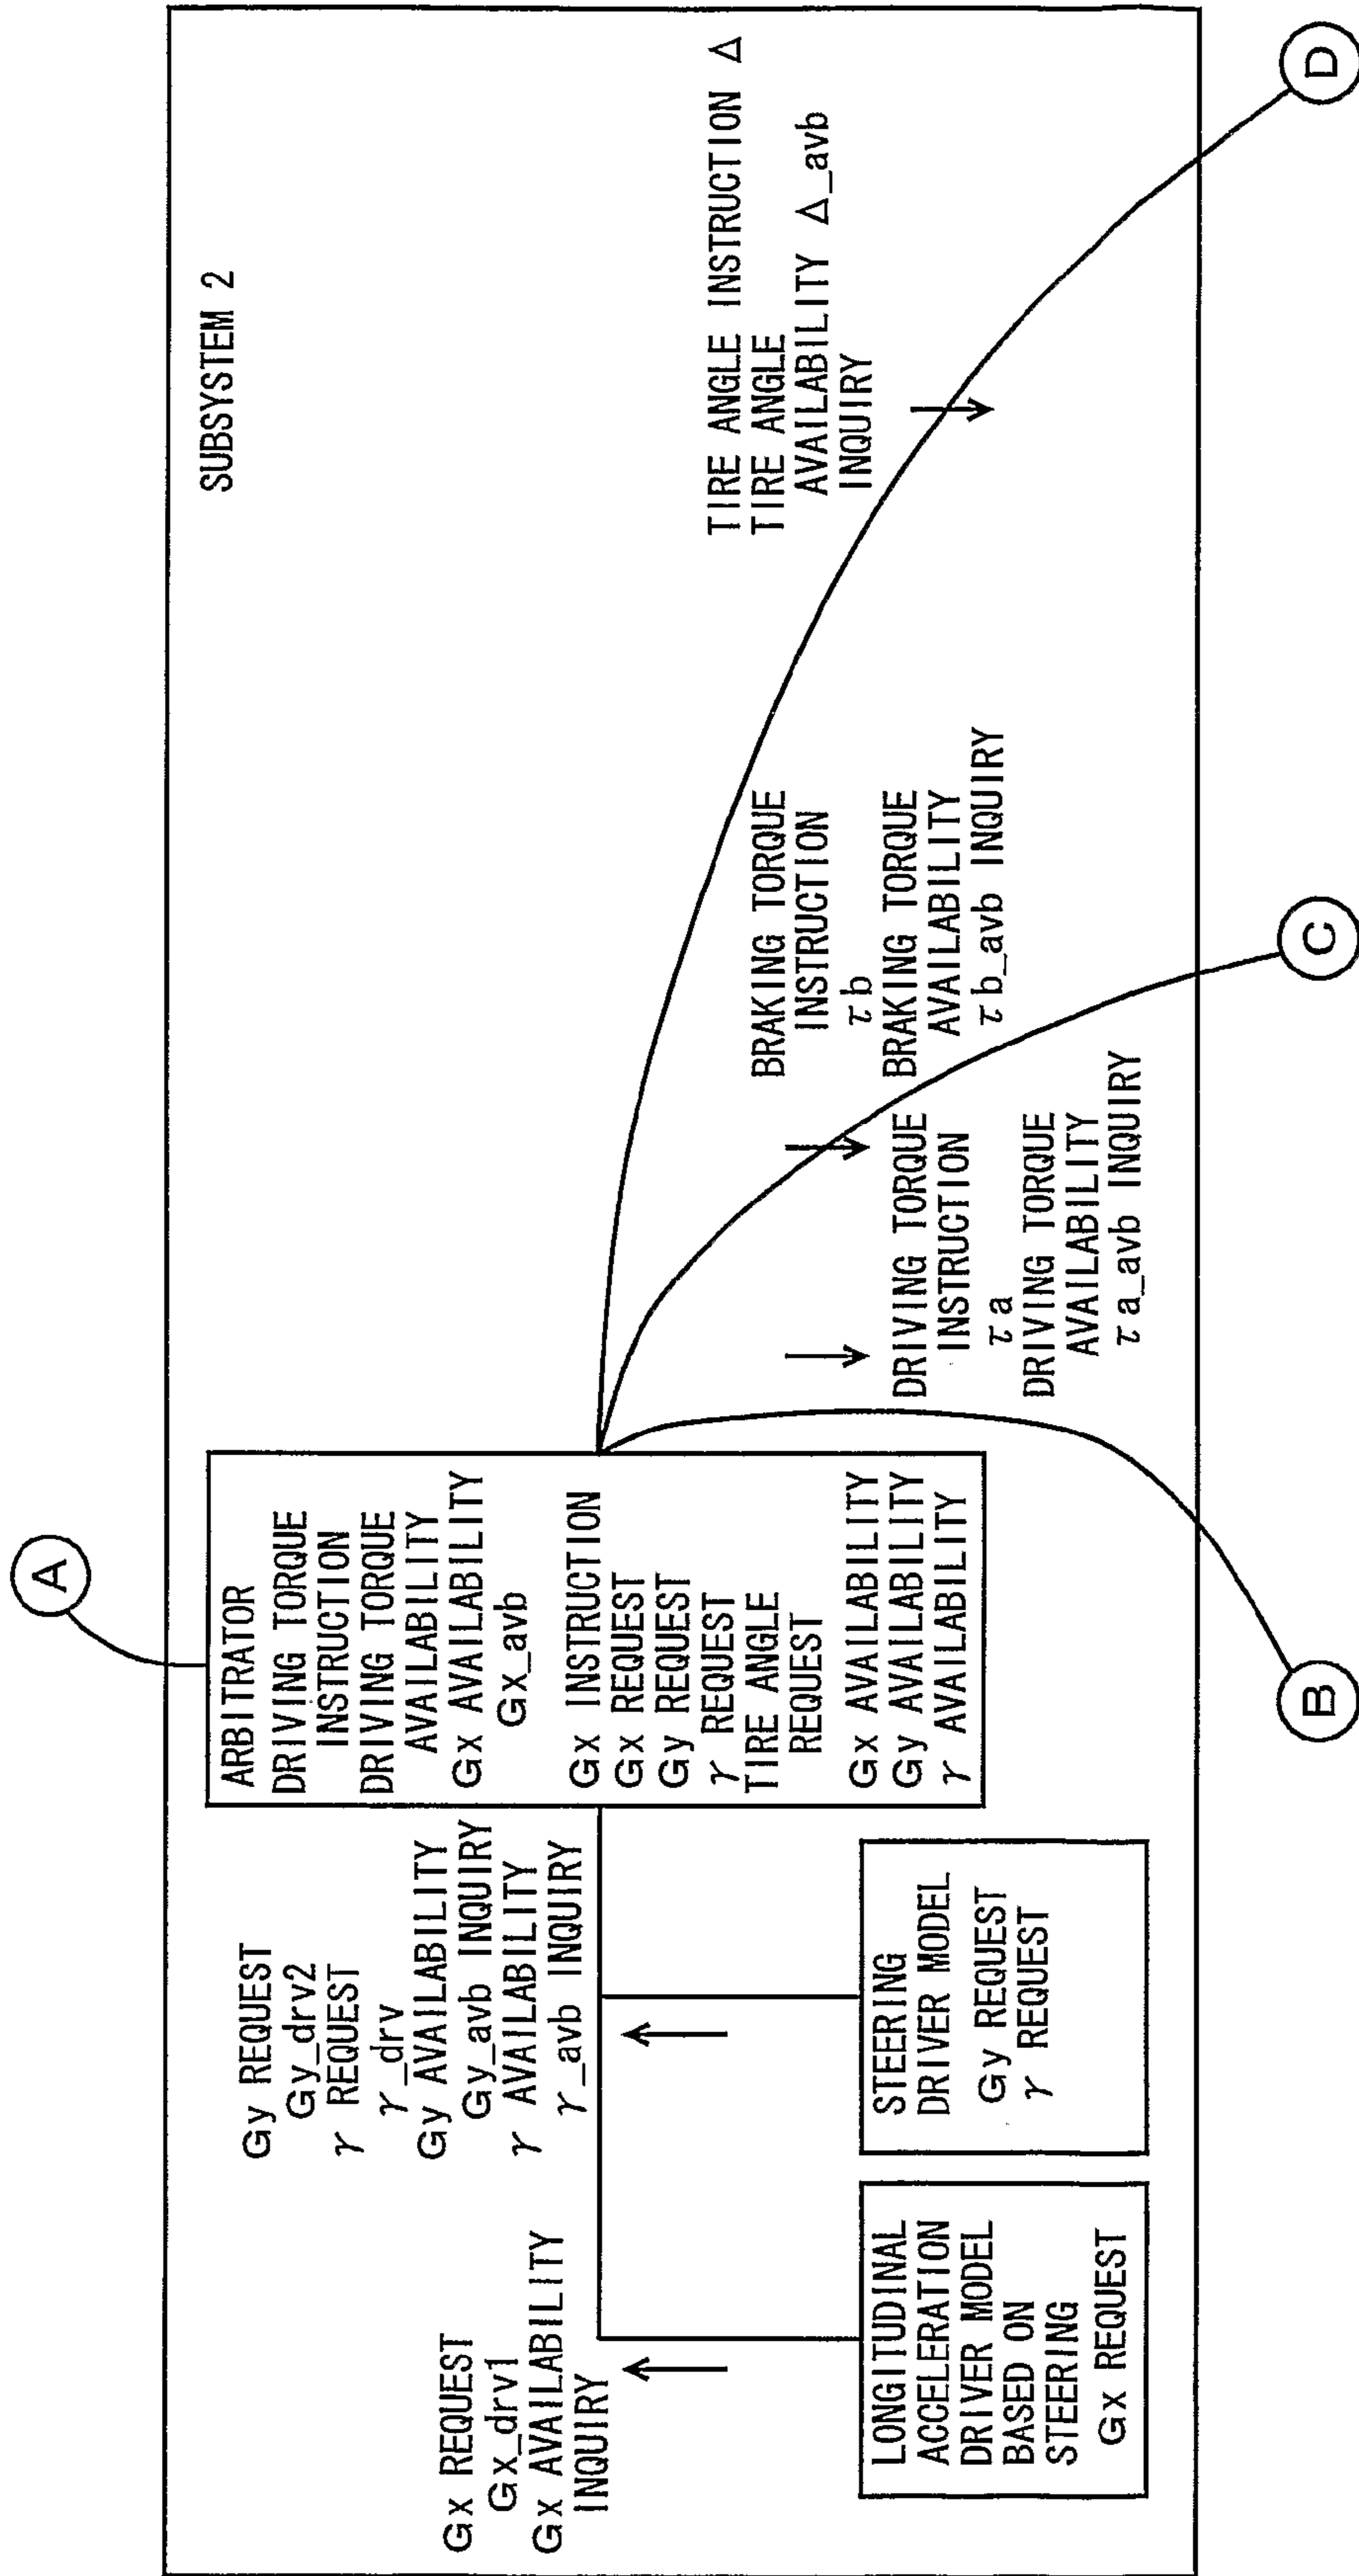 A
SUBSYSTEM 2
Gx REQUEST
Gx_drv1
Gx AVAILABILITY
INQUIRY
Gy REQUEST
Gy_drv2
γ REQUEST
γ_drv
Gy AVAILABILITY
Gy_avb INQUIRY
γ AVAILABILITY
γ_avb INQUIRY
ARBITRATOR
DRIVING TORQUE
INSTRUCTION
DRIVING TORQUE
AVAILABILITY
Gx AVAILABILITY
Gx_avb
Gx INSTRUCTION
Gx REQUEST
Gy REQUEST
γ REQUEST
TIRE ANGLE
REQUEST
Gx AVAILABILITY
Gy AVAILABILITY
γ AVAILABILITY
LONGITUDINAL
ACCELERATION
DRIVER MODEL
BASED ON
STEERING
Gx REQUEST
STEERING
DRIVER MODEL
Gy REQUEST
γ REQUEST
DRIVING TORQUE
INSTRUCTION
τa
DRIVING TORQUE
AVAILABILITY
τa_avb INQUIRY
BRAKING TORQUE
INSTRUCTION
τb
BRAKING TORQUE
AVAILABILITY
τb_avb INQUIRY
TIRE ANGLE INSTRUCTION Δ
TIRE ANGLE
AVAILABILITY Δ_avb
INQUIRY
B
C
D